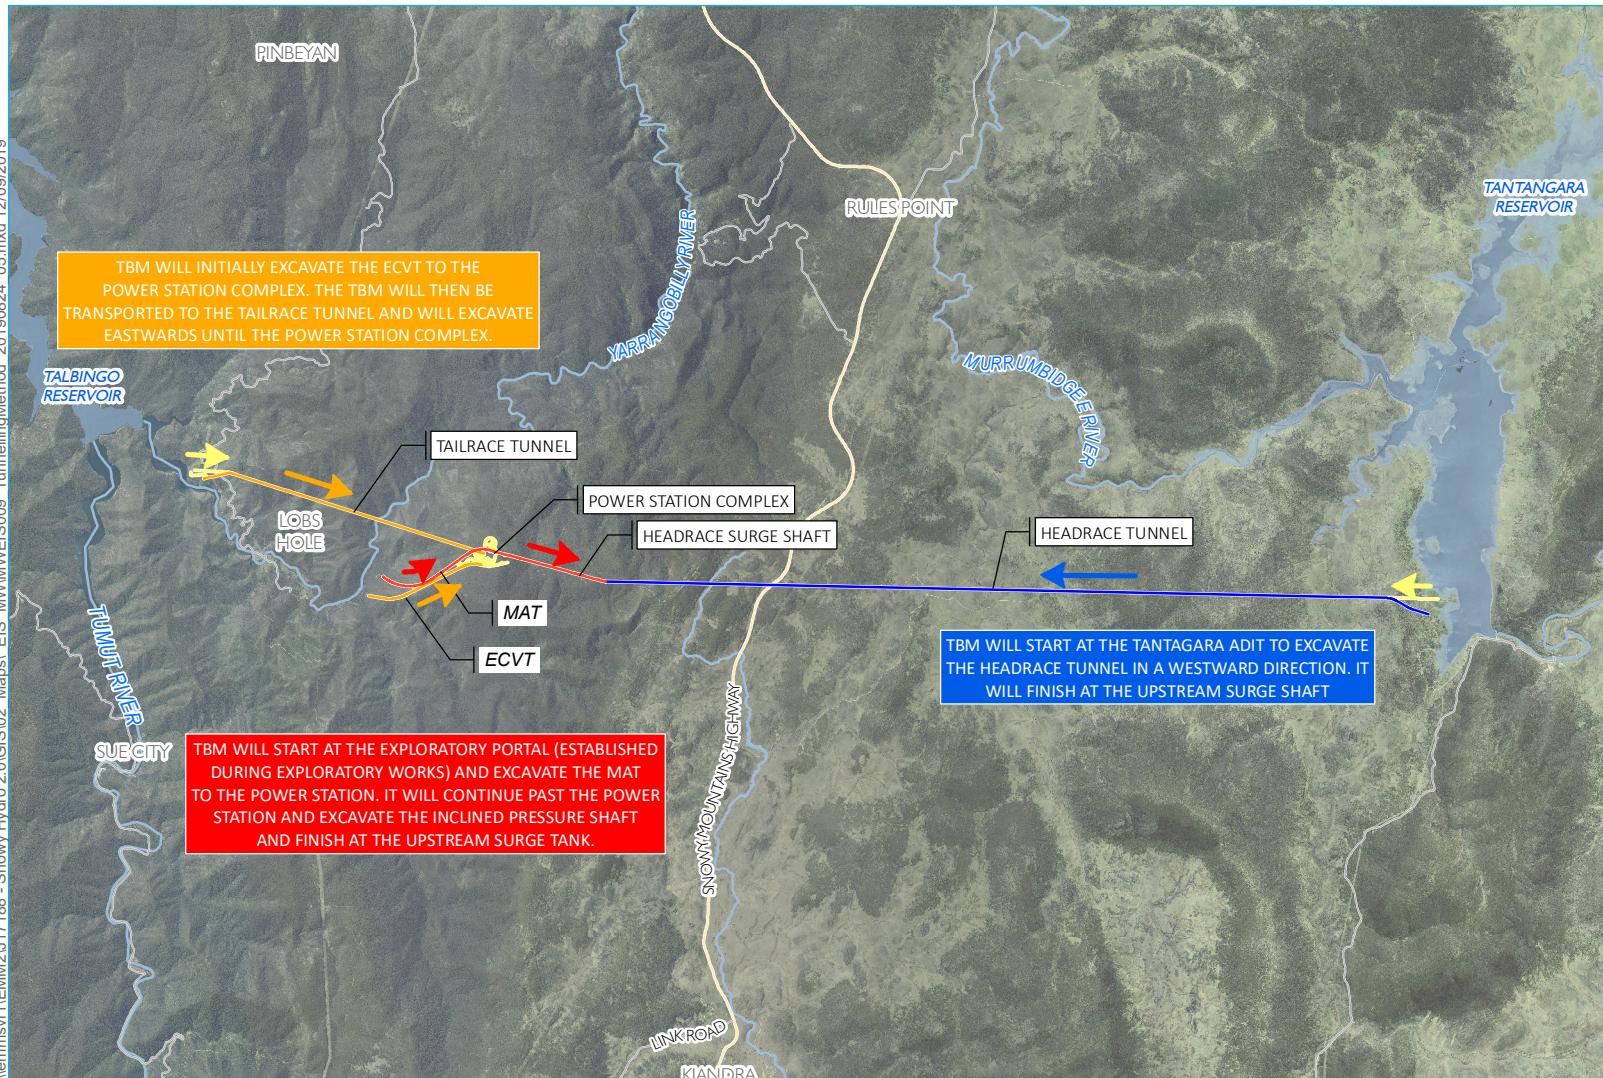 PINBEYAN
RULES POINT
TANTANGARA
RESERVOIR
YARRANGOBILLY RIVER
TBM WILL INITIALLY EXCAVATE THE ECVT TO THE
POWER STATION COMPLEX. THE TBM WILL THEN BE
TRANSPORTED TO THE TAILRACE TUNNEL AND WILL EXCAVATE
EASTWARDS UNTIL THE POWER STATION COMPLEX.
TALBINGO
RESERVOIR
MURRUMBIDGEE RIVER
TAILRACE TUNNEL
POWER STATION COMPLEX
LOBS
HOLE
HEADRACE SURGE SHAFT
HEADRACE TUNNEL
MAT
ECVT
TUMUT RIVER
TBM WILL START AT THE TANTAGARA ADIT TO EXCAVATE
THE HEADRACE TUNNEL IN A WESTWARD DIRECTION. IT
WILL FINISH AT THE UPSTREAM SURGE SHAFT
SUE CITY
TBM WILL START AT THE EXPLORATORY PORTAL (ESTABLISHED
DURING EXPLORATORY WORKS) AND EXCAVATE THE MAT
TO THE POWER STATION. IT WILL CONTINUE PAST THE POWER
STATION AND EXCAVATE THE INCLINED PRESSURE SHAFT
AND FINISH AT THE UPSTREAM SURGE TANK.
SNOWY MOUNTAINS HIGHWAY
LINK ROAD
KIANDRA